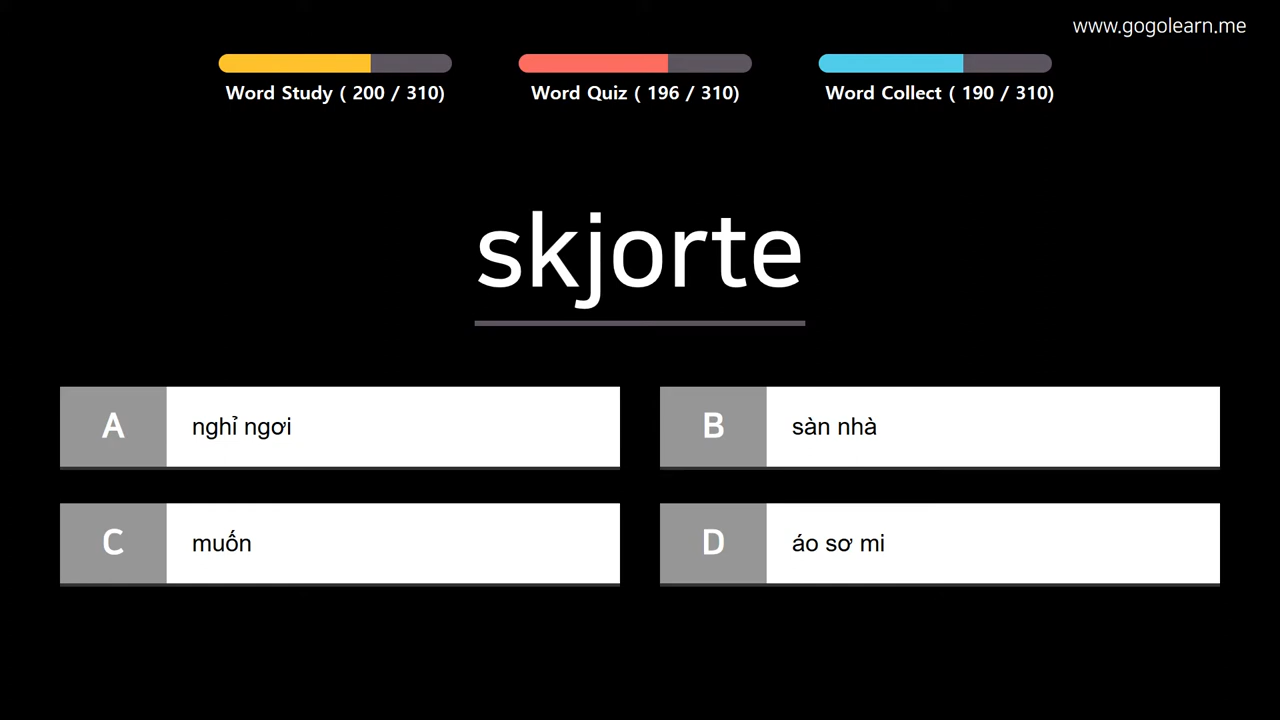 www.gogolearn.me
Word Study ( 200 / 310)
Word Quiz ( 196 / 310)
Word Collect ( 190 / 310)
skjorte
A nghỉ ngơi
B sàn nhà
C muốn
D áo sơ mi